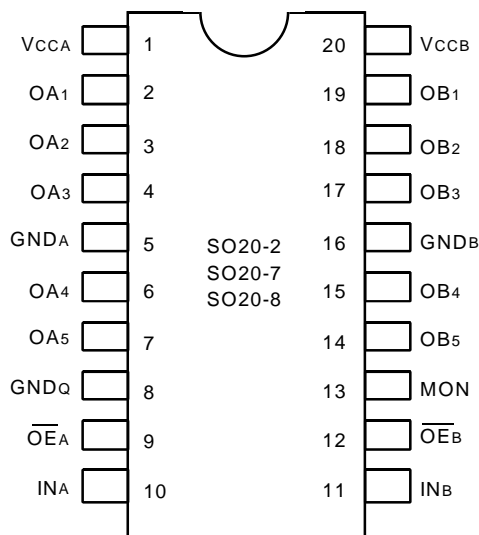 VCCA 1 20 VCCB
OA1 2 19 OB1
OA2 3 18 OB2
OA3 4 17 OB3
GNDA 5 16 GNDB
SO20-2
SO20-7
SO20-8
OA4 6 15 OB4
OA5 7 14 OB5
GNDQ 8 13 MON
O̅E̅A 9 12 O̅E̅B
INA 10 11 INB